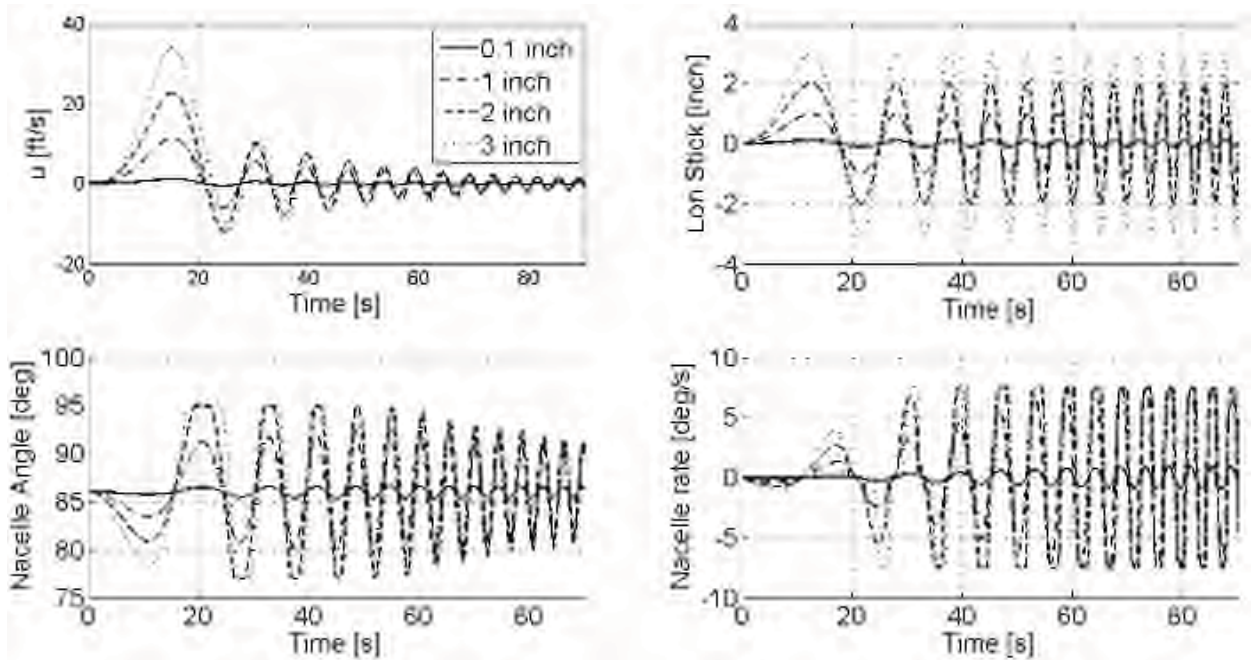 40
20
0
-20
0 20 40 60 80
u [ft/s]
Time [s]
0.1 inch
1 inch
2 inch
3 inch
4
2
0
-2
-4
0 20 40 60 80
Lon Stick [inch]
Time [s]
100
95
90
85
80
75
0 20 40 60 80
Nacelle Angle [deg]
Time [s]
10
5
0
-5
-10
0 20 40 60 80
Nacelle rate [deg/s]
Time [s]